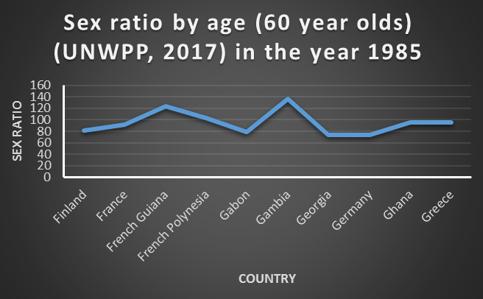 Sex ratio by age (60 year olds)
(UNWPP, 2017) in the year 1985
160
140
120
100
80
60
40
20
0
SEX RATIO
Finland
France
French Guiana
French Polynesia
Gabon
Gambia
Georgia
Germany
Ghana
Greece
COUNTRY